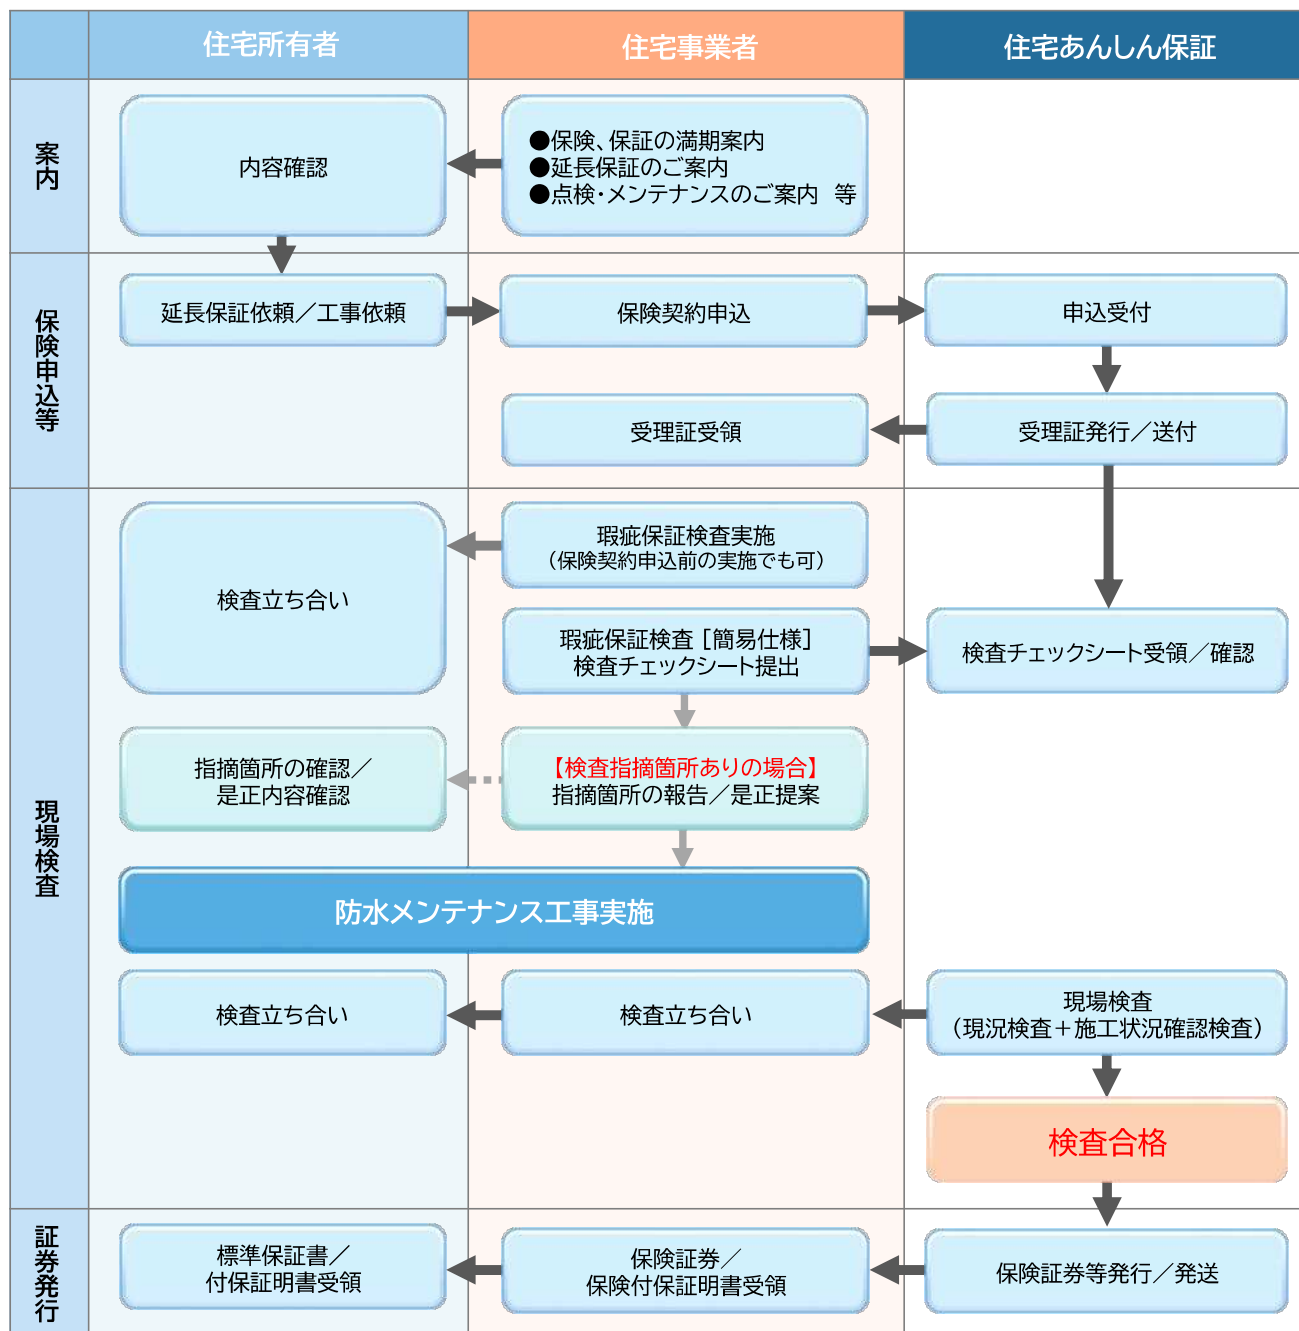 住宅所有者
住宅事業者
住宅あんしん保証
案内
内容確認
●保険、保証の満期案内
●延長保証のご案内
●点検・メンテナンスのご案内　等
保険申込等
延長保証依頼／工事依頼
保険契約申込
申込受付
受理証受領
受理証発行／送付
現場検査
検査立ち合い
瑕疵保証検査実施
（保険契約申込前の実施でも可）
瑕疵保証検査［簡易仕様］
検査チェックシート提出
検査チェックシート受領／確認
指摘箇所の確認／
是正内容確認
【検査指摘箇所ありの場合】
指摘箇所の報告／是正提案
防水メンテナンス工事実施
検査立ち合い
検査立ち合い
現場検査
（現況検査＋施工状況確認検査）
検査合格
証券発行
標準保証書／
付保証明書受領
保険証券／
保険付保証明書受領
保険証券等発行／発送